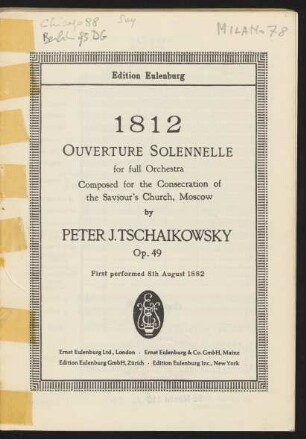 Chicago 88
Berlin 95 DG
MILAN-78
Edition Eulenburg
1812
OUVERTURE SOLENNELLE
for full Orchestra
Composed for the Consecration of
the Saviour's Church, Moscow
by
PETER J. TSCHAIKOWSKY
Op. 49
First performed 8th August 1882
Ernst Eulenburg Ltd., London · Ernst Eulenburg & Co. GmbH, Mainz
Edition Eulenburg GmbH, Zürich · Edition Eulenburg Inc., New York